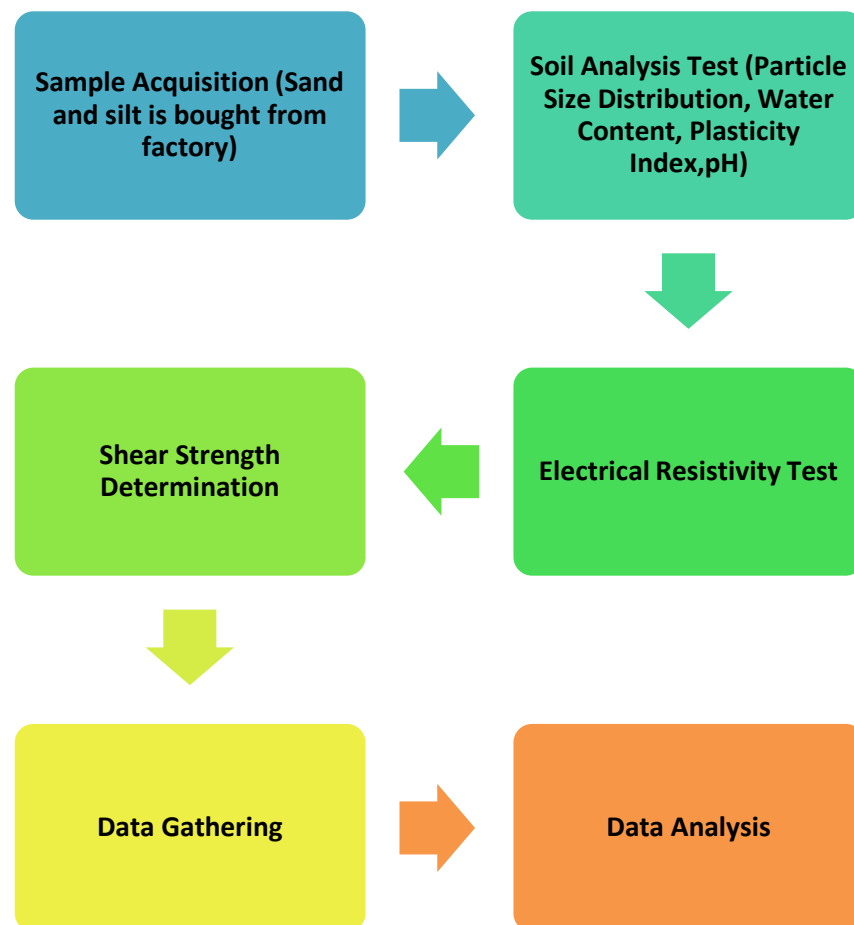 Sample Acquisition (Sand
and silt is bought from
factory)
Soil Analysis Test (Particle
Size Distribution, Water
Content, Plasticity
Index,pH)
Electrical Resistivity Test
Shear Strength
Determination
Data Gathering
Data Analysis